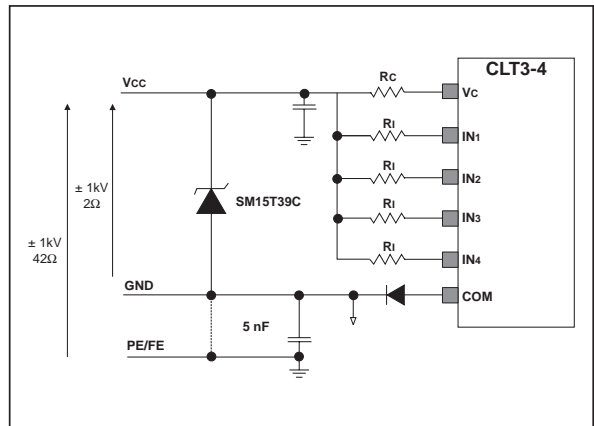 CLT3-4
VCC
RC
VC
RI
IN1
± 1kV
2Ω
RI
IN2
SM15T39C
RI
IN3
± 1kV
42Ω
RI
IN4
GND
COM
5 nF
PE/FE